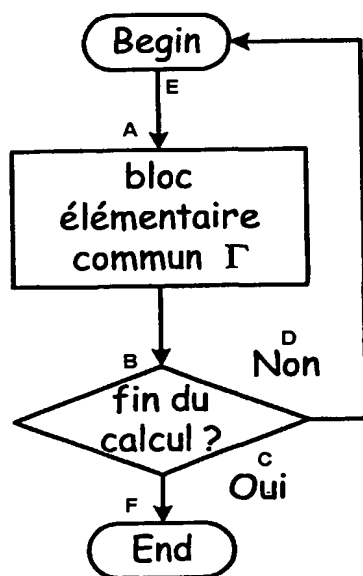 Begin
E
A
bloc
élémentaire
commun Γ
B
D
Non
fin du
calcul ?
C
Oui
F
End